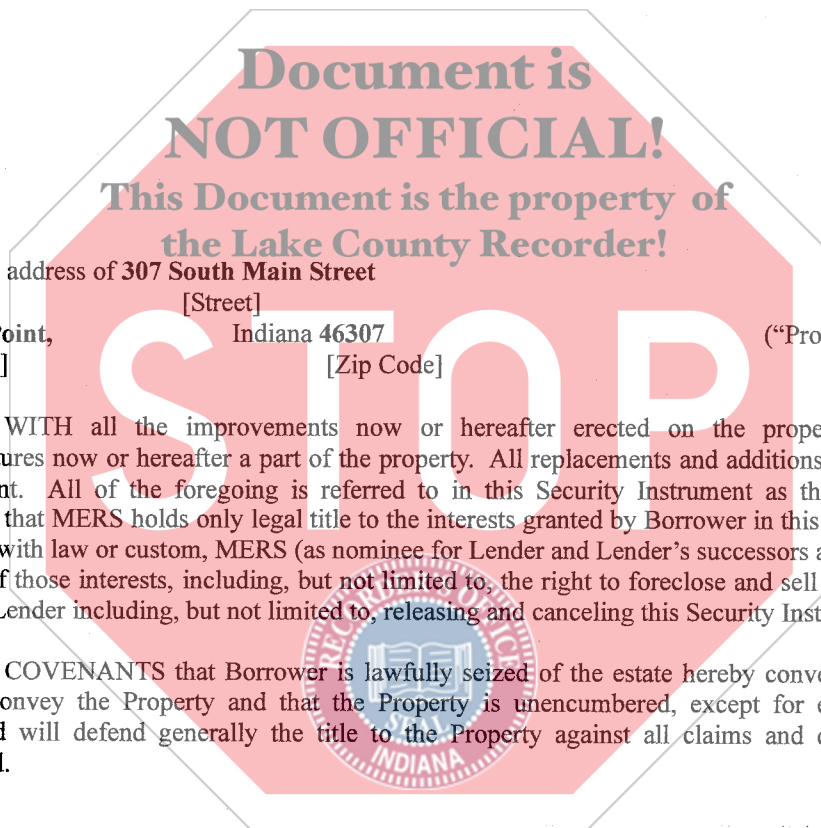 Document is
NOT OFFICIAL!
This Document is the property of
the Lake County Recorder!
address of 307 South Main Street
[Street]
oint, Indiana 46307 ("Pro
] [Zip Code]
STOP
WITH all the improvements now or hereafter erected on the prope
ures now or hereafter a part of the property. All replacements and additions
nt. All of the foregoing is referred to in this Security Instrument as th
that MERS holds only legal title to the interests granted by Borrower in this
with law or custom, MERS (as nominee for Lender and Lender's successors a
f those interests, including, but not limited to, the right to foreclose and sell
Lender including, but not limited to, releasing and canceling this Security Inst
COVENANTS that Borrower is lawfully seized of the estate hereby conve
onvey the Property and that the Property is unencumbered, except for e
d will defend generally the title to the Property against all claims and d
l.
RECORDER'S OFFICE
SEAL
INDIANA